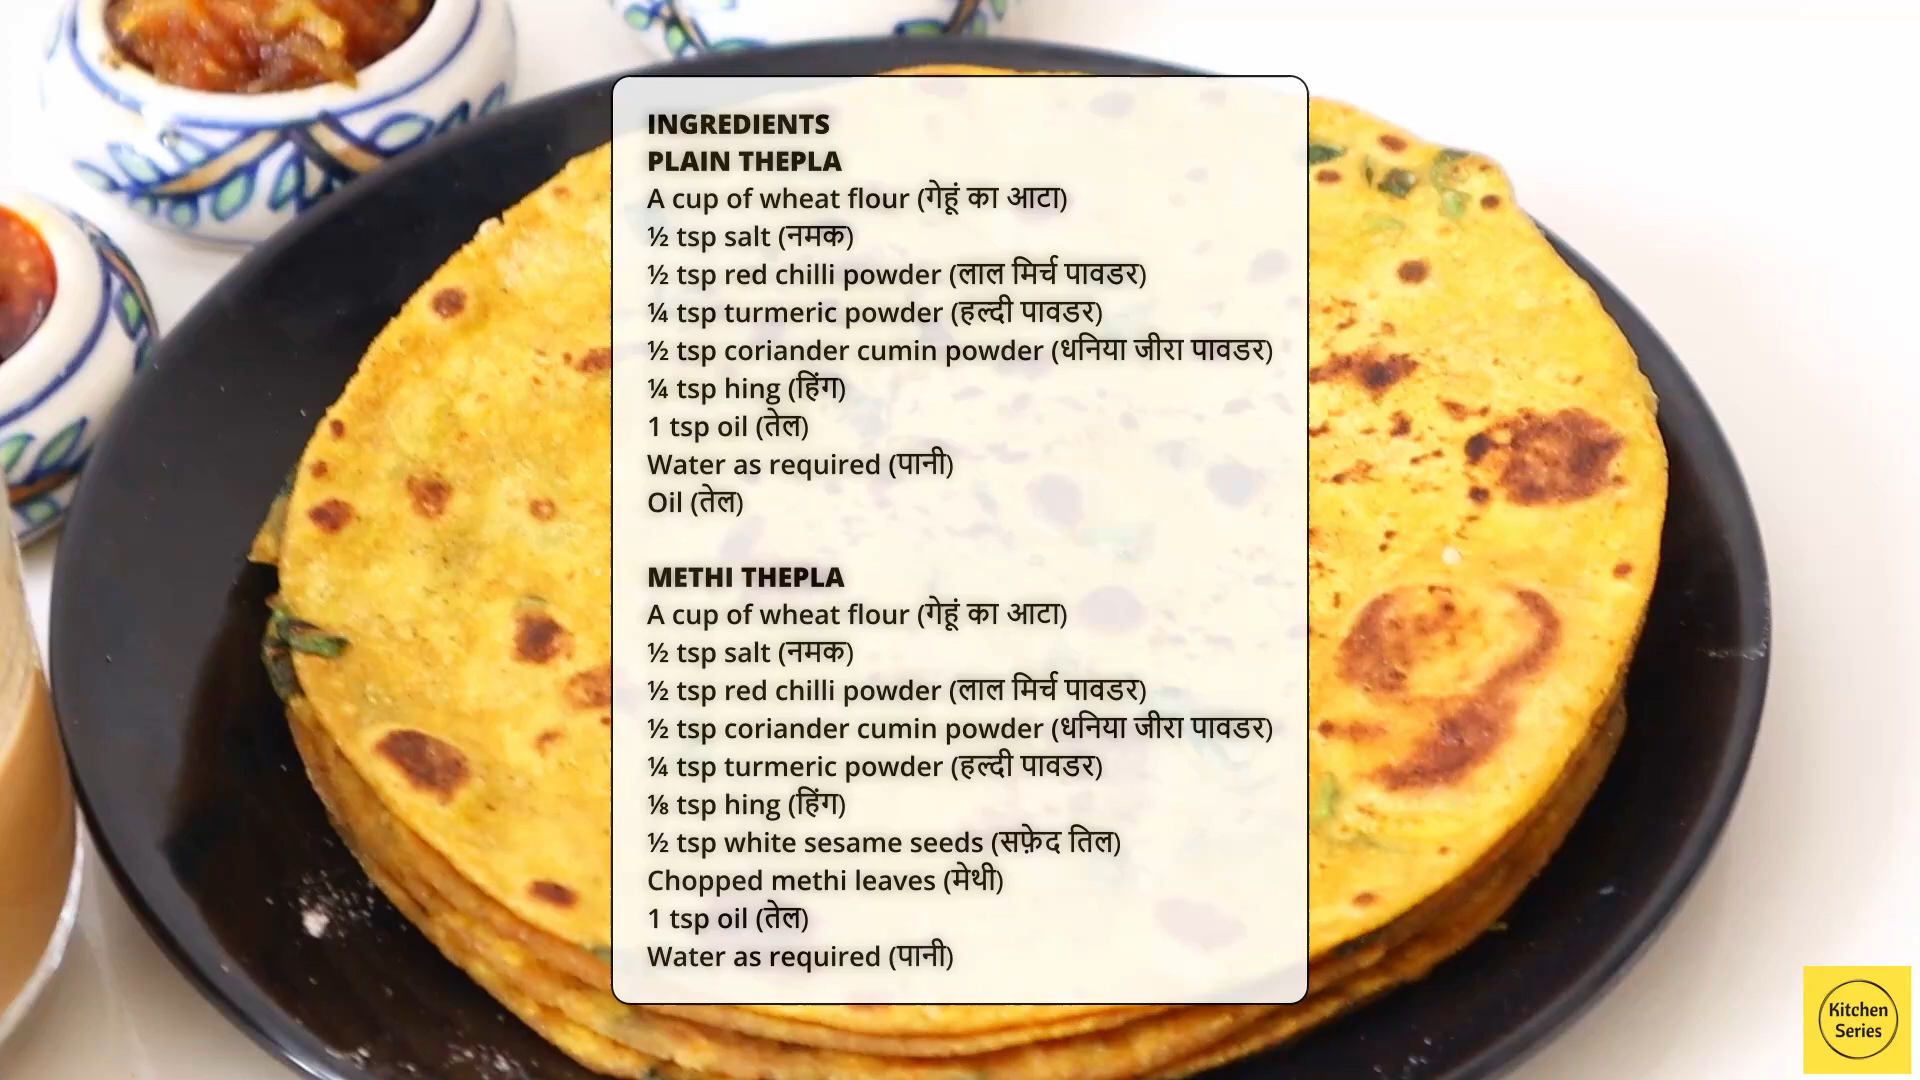 INGREDIENTS
PLAIN THEPLA
A cup of wheat flour (गेहूं का आटा)
½ tsp salt (नमक)
½ tsp red chilli powder (लाल मिर्च पावडर)
¼ tsp turmeric powder (हल्दी पावडर)
½ tsp coriander cumin powder (धनिया जीरा पावडर)
¼ tsp hing (हिंग)
1 tsp oil (तेल)
Water as required (पानी)
Oil (तेल)
METHI THEPLA
A cup of wheat flour (गेहूं का आटा)
½ tsp salt (नमक)
½ tsp red chilli powder (लाल मिर्च पावडर)
½ tsp coriander cumin powder (धनिया जीरा पावडर)
¼ tsp turmeric powder (हल्दी पावडर)
⅛ tsp hing (हिंग)
½ tsp white sesame seeds (सफ़ेद तिल)
Chopped methi leaves (मेथी)
1 tsp oil (तेल)
Water as required (पानी)
Kitchen
Series